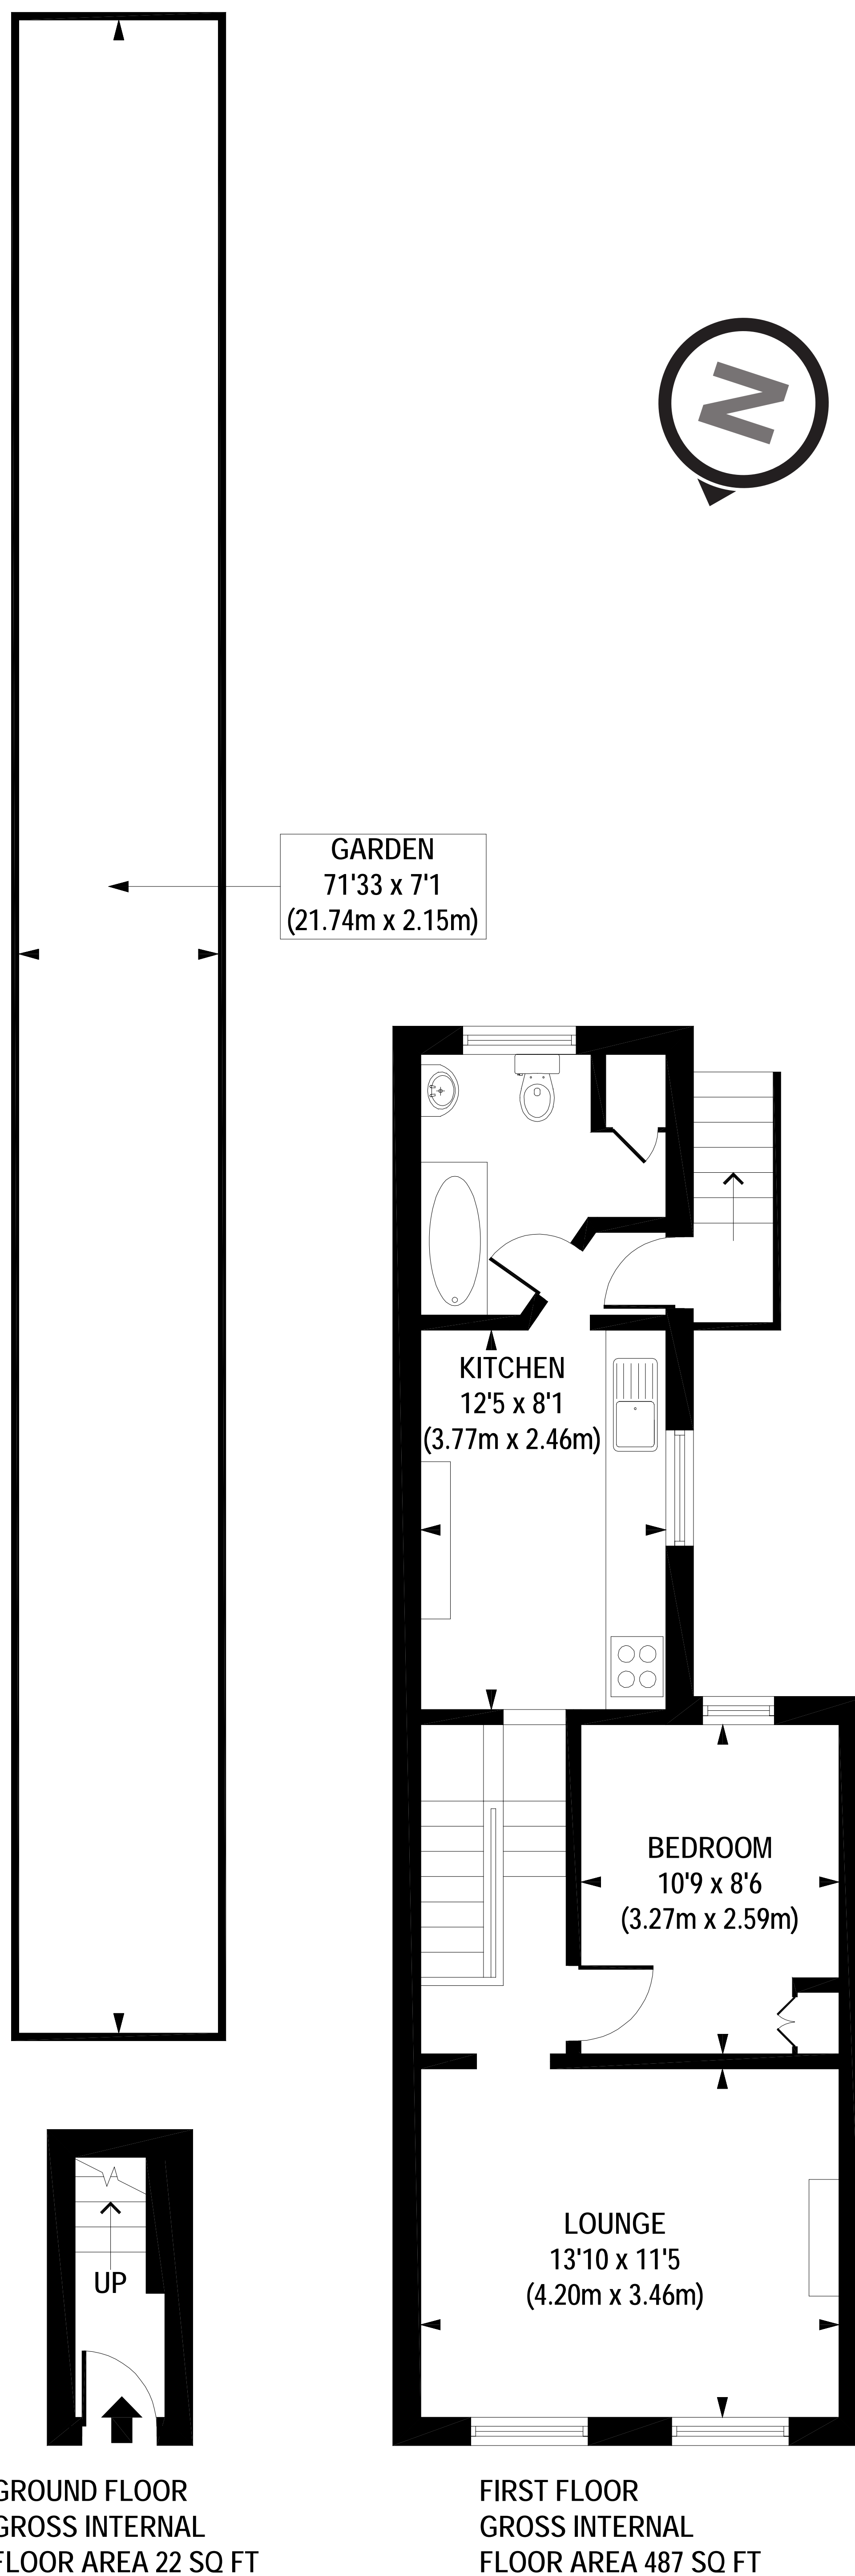 N
GARDEN
71'33 x 7'1
(21.74m x 2.15m)
KITCHEN
12'5 x 8'1
(3.77m x 2.46m)
BEDROOM
10'9 x 8'6
(3.27m x 2.59m)
LOUNGE
13'10 x 11'5
(4.20m x 3.46m)
UP
GROUND FLOOR
GROSS INTERNAL
FLOOR AREA 22 SQ FT
FIRST FLOOR
GROSS INTERNAL
FLOOR AREA 487 SQ FT